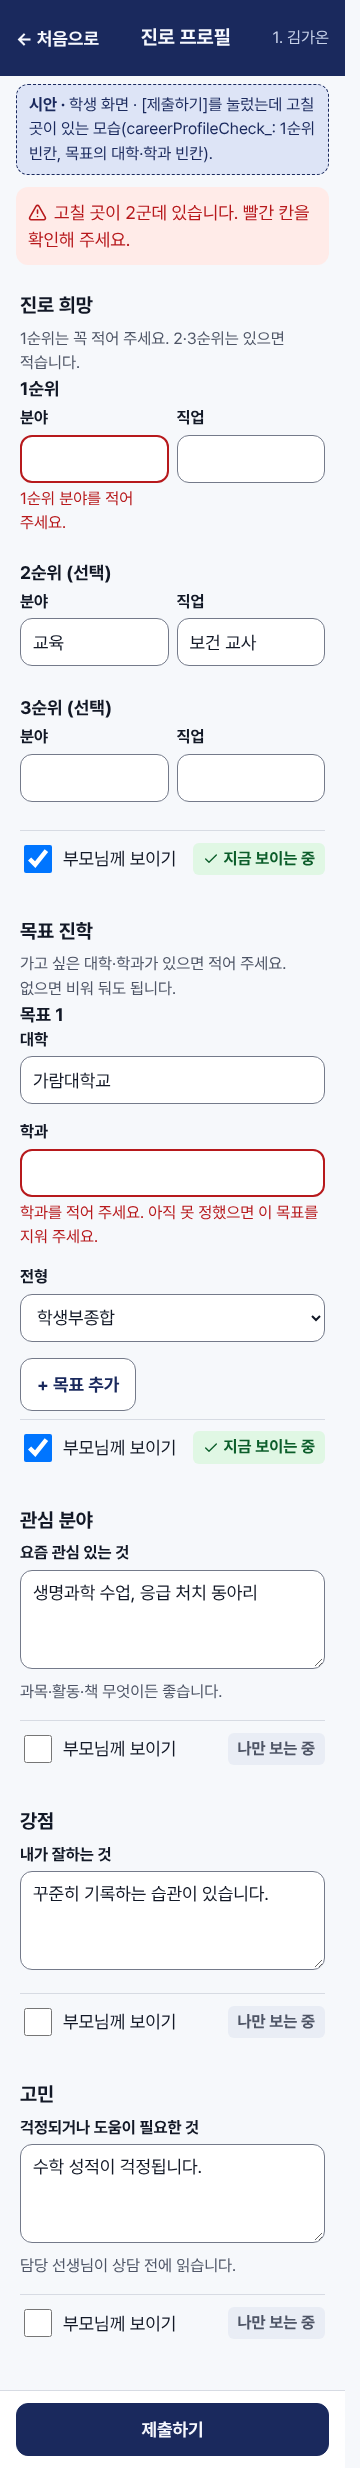 ← 처음으로 진로 프로필 1. 김가온
시안 · 학생 화면 · [제출하기]를 눌렀는데 고칠
곳이 있는 모습(careerProfileCheck_: 1순위
빈칸, 목표의 대학·학과 빈칸).
고칠 곳이 2군데 있습니다. 빨간 칸을
확인해 주세요.
진로 희망
1순위는 꼭 적어 주세요. 2·3순위는 있으면
적습니다.
1순위
분야 직업
1순위 분야를 적어
주세요.
2순위 (선택)
분야 직업
교육 보건 교사
3순위 (선택)
분야 직업
부모님께 보이기 ✓ 지금 보이는 중
목표 진학
가고 싶은 대학·학과가 있으면 적어 주세요.
없으면 비워 둬도 됩니다.
목표 1
대학
가람대학교
학과
학과를 적어 주세요. 아직 못 정했으면 이 목표를
지워 주세요.
전형
학생부종합
+ 목표 추가
부모님께 보이기 ✓ 지금 보이는 중
관심 분야
요즘 관심 있는 것
생명과학 수업, 응급 처치 동아리
과목·활동·책 무엇이든 좋습니다.
부모님께 보이기 나만 보는 중
강점
내가 잘하는 것
꾸준히 기록하는 습관이 있습니다.
부모님께 보이기 나만 보는 중
고민
걱정되거나 도움이 필요한 것
수학 성적이 걱정됩니다.
담당 선생님이 상담 전에 읽습니다.
부모님께 보이기 나만 보는 중
제출하기